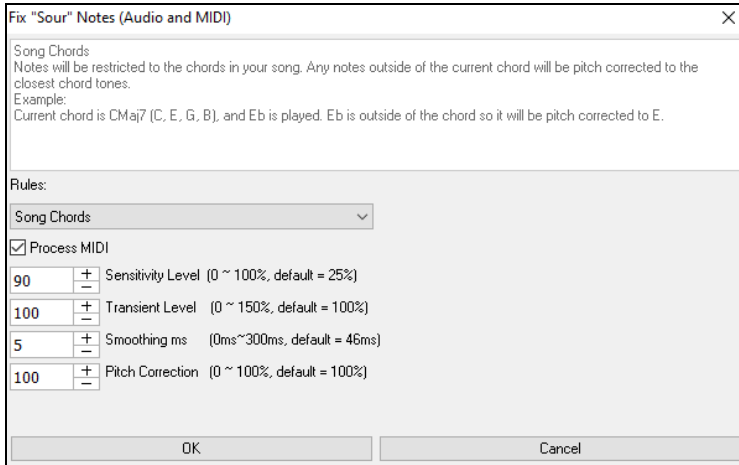 Fix "Sour" Notes (Audio and MIDI)
Song Chords
Notes will be restricted to the chords in your song. Any notes outside of the current chord will be pitch corrected to the
closest chord tones.
Example:
Current chord is CMaj7 (C, E, G, B), and Eb is played. Eb is outside of the chord so it will be pitch corrected to E.
Rules:
Song Chords
Process MIDI
90 + − Sensitivity Level (0 ~ 100%, default = 25%)
100 + − Transient Level (0 ~ 150%, default = 100%)
5 + − Smoothing ms (0ms~300ms, default = 46ms)
100 + − Pitch Correction (0 ~ 100%, default = 100%)
OK Cancel